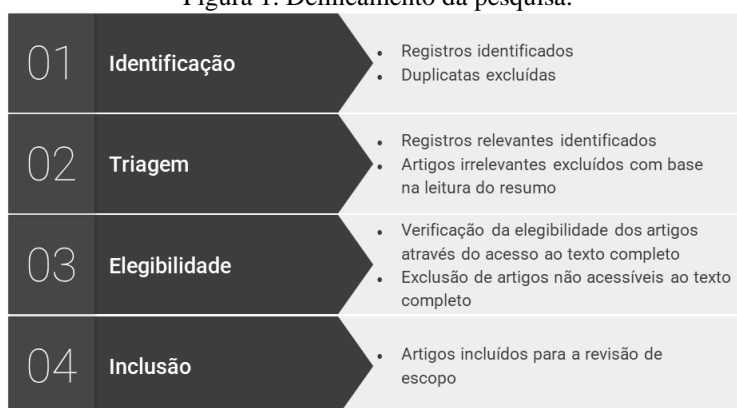 Figura 1: Delineamento da pesquisa.
01
Identificação
• Registros identificados
• Duplicatas excluídas
02
Triagem
• Registros relevantes identificados
• Artigos irrelevantes excluídos com base
na leitura do resumo
03
Elegibilidade
• Verificação da elegibilidade dos artigos
através do acesso ao texto completo
• Exclusão de artigos não acessíveis ao texto
completo
04
Inclusão
• Artigos incluídos para a revisão de
escopo